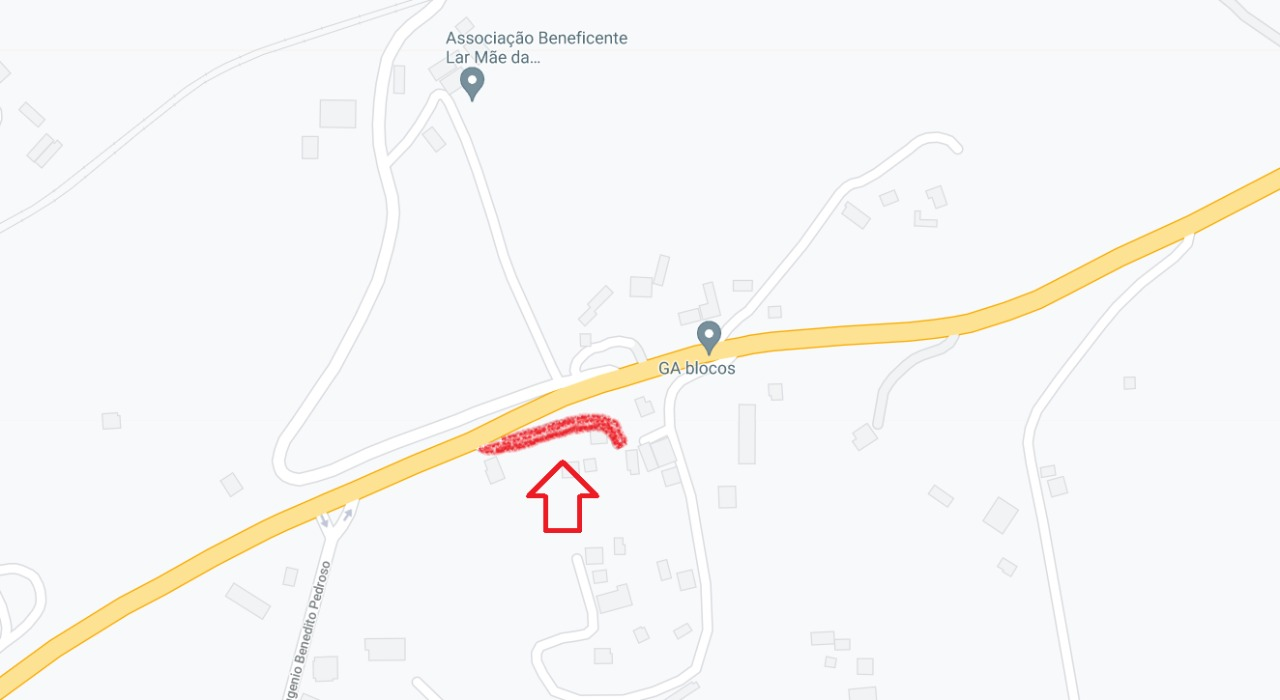 Associação Beneficente
Lar Mãe da...
GA blocos
genio Benedito Pedroso